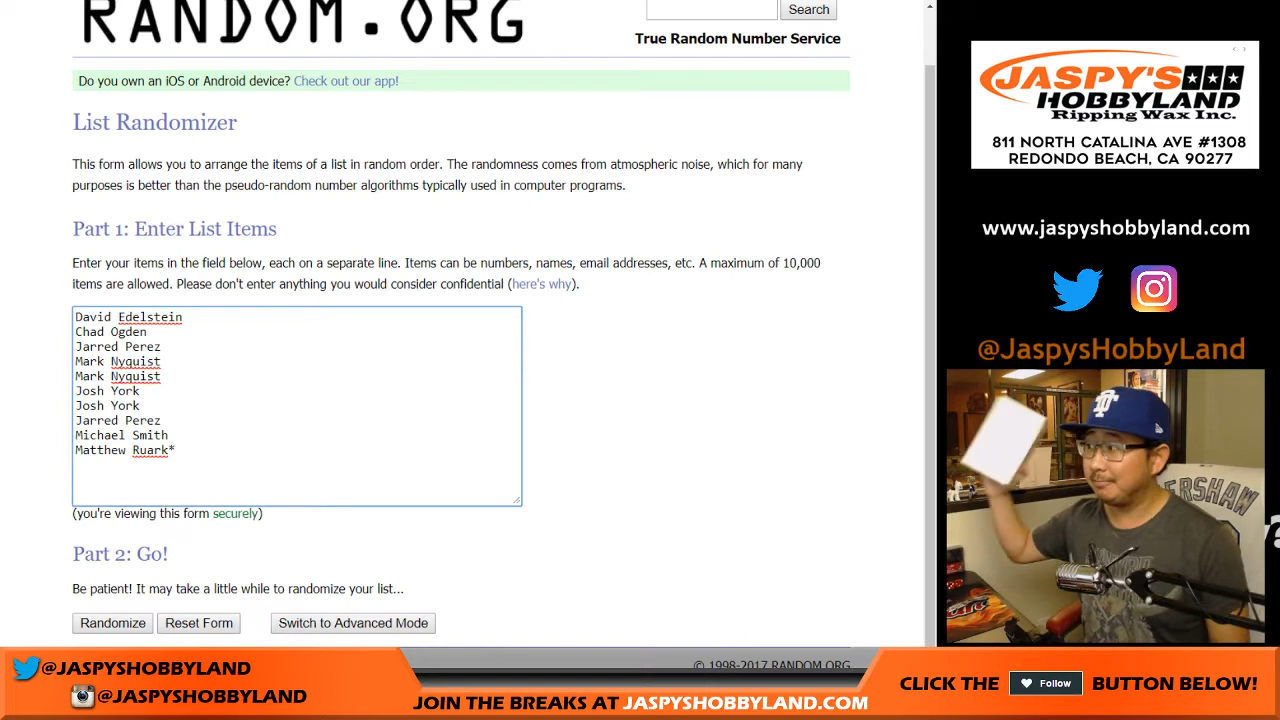 RANDOM.ORG
Search
True Random Number Service
Do you own an iOS or Android device? Check out our app!
List Randomizer
This form allows you to arrange the items of a list in random order. The randomness comes from atmospheric noise, which for many
purposes is better than the pseudo-random number algorithms typically used in computer programs.
Part 1: Enter List Items
Enter your items in the field below, each on a separate line. Items can be numbers, names, email addresses, etc. A maximum of 10,000
items are allowed. Please don't enter anything you would consider confidential (here's why).
David Edelstein
Chad Ogden
Jarred Perez
Mark Nyquist
Mark Nyquist
Josh York
Josh York
Jarred Perez
Michael Smith
Matthew Ruark*
(you're viewing this form securely)
Part 2: Go!
Be patient! It may take a little while to randomize your list...
Randomize
Reset Form
Switch to Advanced Mode
© 1998-2017 RANDOM.ORG
JASPY'S
HOBBYLAND
Ripping Wax Inc.
811 NORTH CATALINA AVE #1308
REDONDO BEACH, CA 90277
www.jaspyshobbyland.com
@JaspysHobbyLand
ERSHAW
@JASPYSHOBBYLAND
@JASPYSHOBBYLAND
JOIN THE BREAKS AT JASPYSHOBBYLAND.COM
CLICK THE Follow BUTTON BELOW!